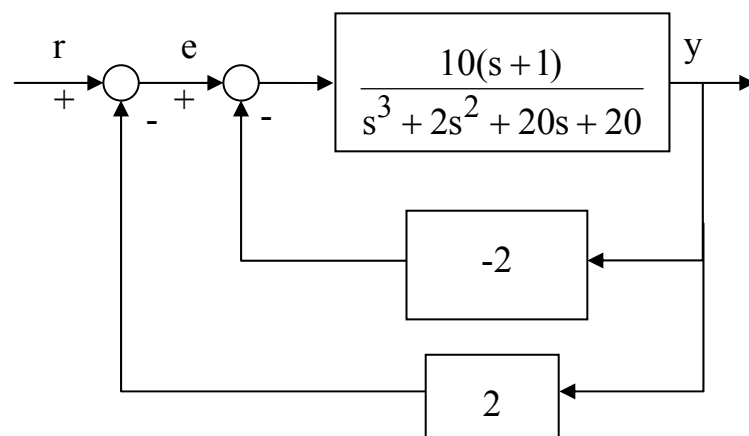 r e y
+ - + -
10(s + 1)
s³ + 2s² + 20s + 20
-2
2